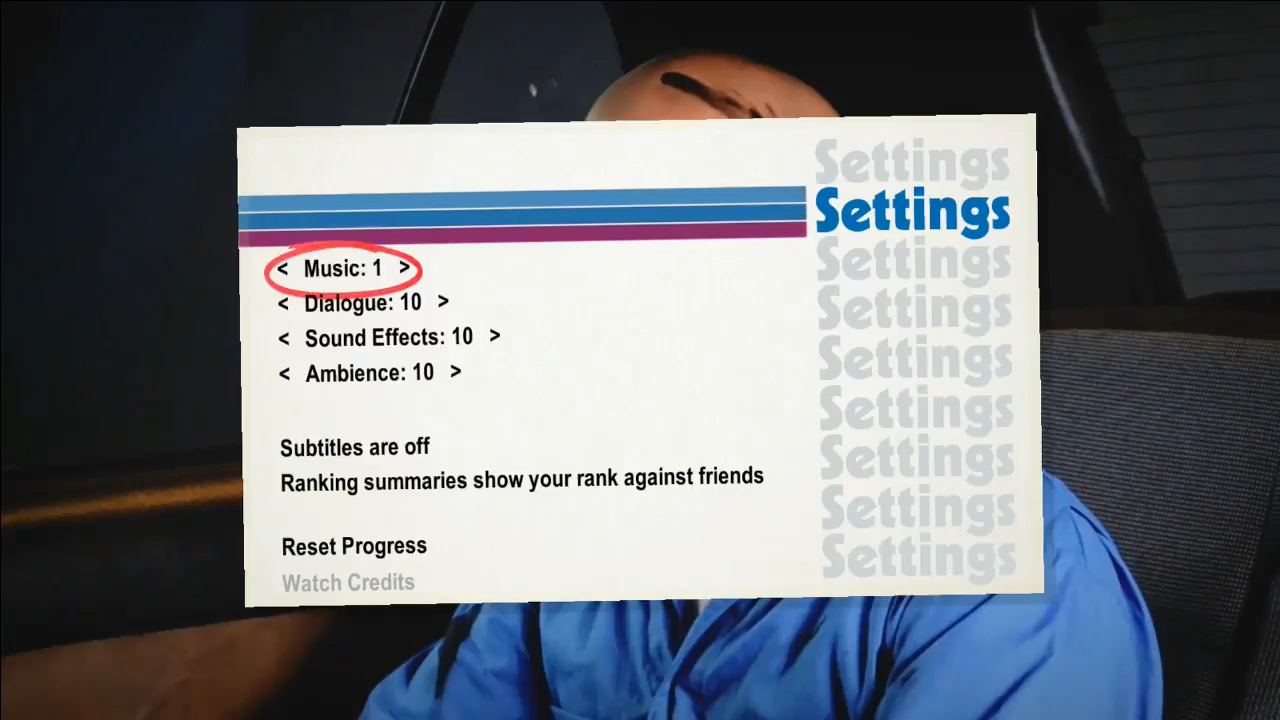 Settings
Settings
< Music: 1 >
< Dialogue: 10 >
< Sound Effects: 10 >
< Ambience: 10 >
Subtitles are off
Ranking summaries show your rank against friends
Reset Progress
Watch Credits
Settings
Settings
Settings
Settings
Settings
Settings
Settings